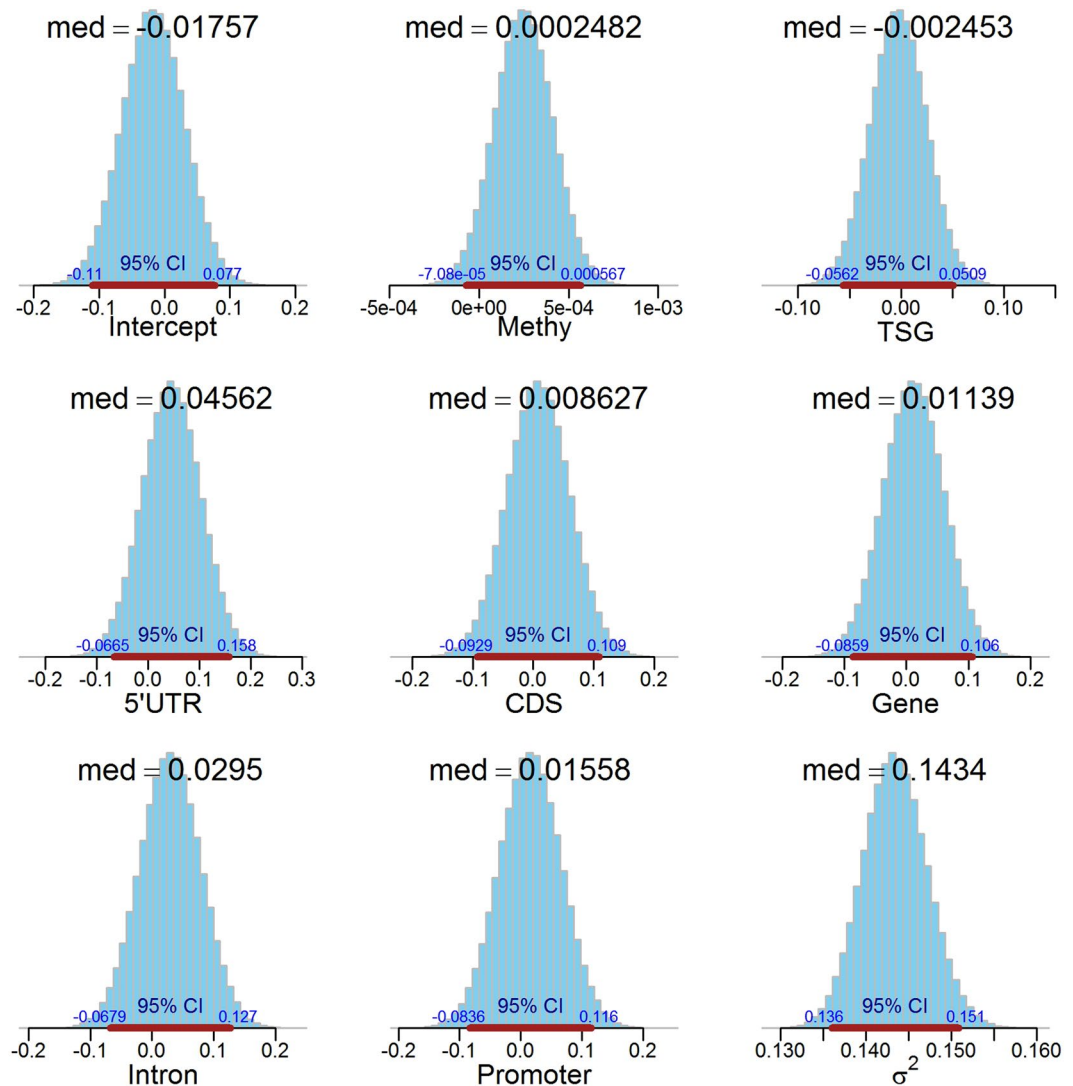 med = -0.01757
95% CI
-0.11 0.077
-0.2 -0.1 0.0 0.1 0.2
Intercept
med = 0.0002482
95% CI
-7.08e-05 0.000567
-5e-04 0e+00 5e-04 1e-03
Methy
med = -0.002453
95% CI
-0.0562 0.0509
-0.10 0.00 0.10
TSG
med = 0.04562
95% CI
-0.0665 0.158
-0.2 -0.1 0.0 0.1 0.2 0.3
5'UTR
med = 0.008627
95% CI
-0.0929 0.109
-0.2 -0.1 0.0 0.1 0.2
CDS
med = 0.01139
95% CI
-0.0859 0.106
-0.2 -0.1 0.0 0.1 0.2
Gene
med = 0.0295
95% CI
-0.0679 0.127
-0.2 -0.1 0.0 0.1 0.2
Intron
med = 0.01558
95% CI
-0.0836 0.116
-0.2 -0.1 0.0 0.1 0.2
Promoter
med = 0.1434
95% CI
0.136 0.151
0.130 0.140 0.150 0.160
σ²